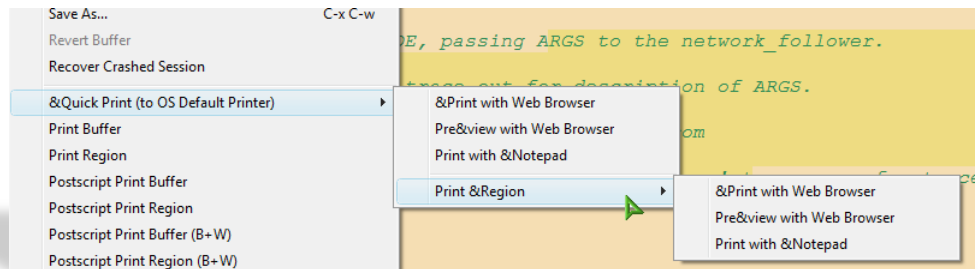 Save As... C-x C-w
Revert Buffer
Recover Crashed Session
&Quick Print (to OS Default Printer)
Print Buffer
Print Region
Postscript Print Buffer
Postscript Print Region
Postscript Print Buffer (B+W)
Postscript Print Region (B+W)
DE, passing ARGS to the network_follower.
trace out for description of ARGS.
om
&Print with Web Browser
Pre&view with Web Browser
Print with &Notepad
Print &Region
&Print with Web Browser
Pre&view with Web Browser
Print with &Notepad